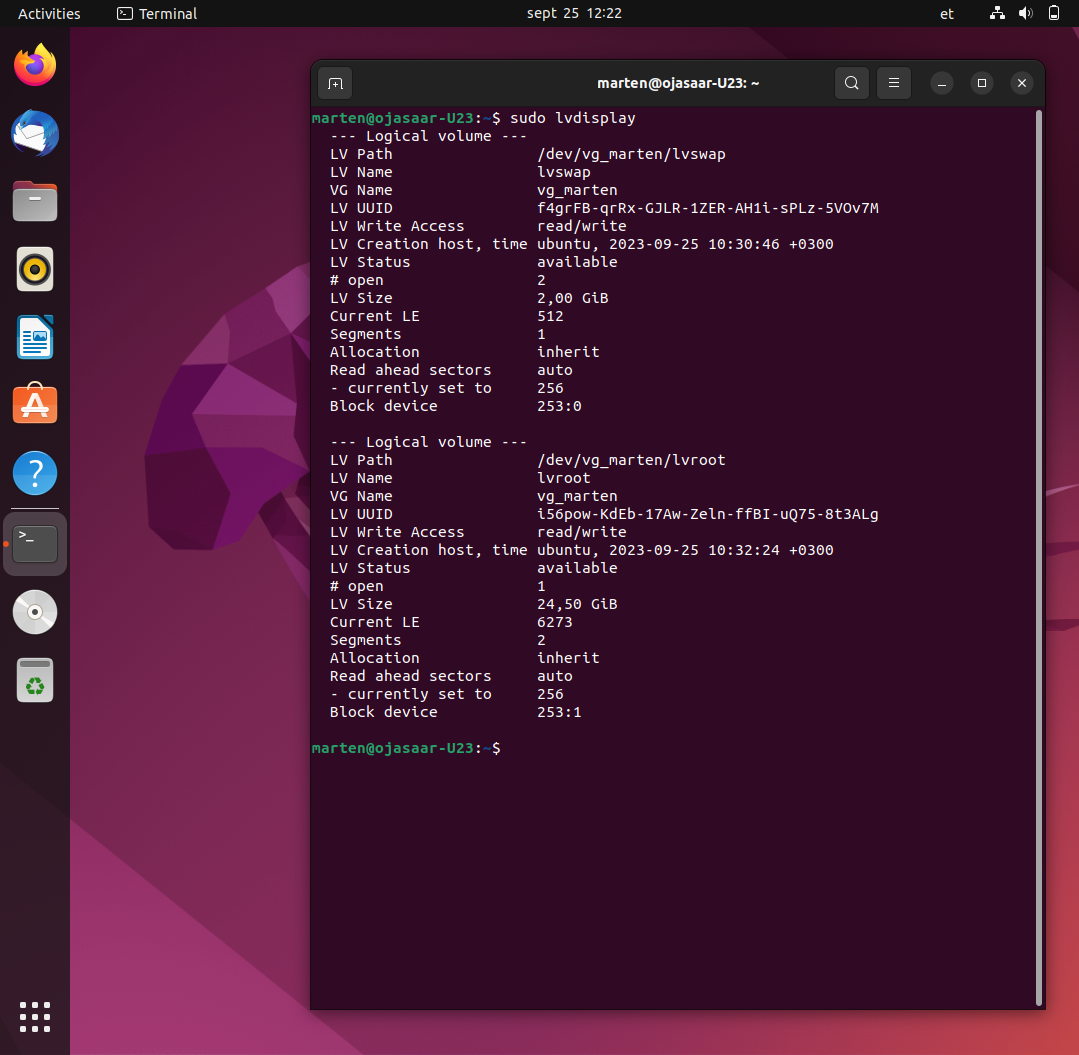 Activities Terminal sept 25 12:22 et
marten@ojasaar-U23: ~
marten@ojasaar-U23:~$ sudo lvdisplay
  --- Logical volume ---
  LV Path                /dev/vg_marten/lvswap
  LV Name                lvswap
  VG Name                vg_marten
  LV UUID                f4grFB-qrRx-GJLR-1ZER-AH1i-sPLz-5VOv7M
  LV Write Access        read/write
  LV Creation host, time ubuntu, 2023-09-25 10:30:46 +0300
  LV Status              available
  # open                 2
  LV Size                2,00 GiB
  Current LE             512
  Segments               1
  Allocation             inherit
  Read ahead sectors     auto
  - currently set to     256
  Block device           253:0
  --- Logical volume ---
  LV Path                /dev/vg_marten/lvroot
  LV Name                lvroot
  VG Name                vg_marten
  LV UUID                i56pow-KdEb-17Aw-Zeln-ffBI-uQ75-8t3ALg
  LV Write Access        read/write
  LV Creation host, time ubuntu, 2023-09-25 10:32:24 +0300
  LV Status              available
  # open                 1
  LV Size                24,50 GiB
  Current LE             6273
  Segments               2
  Allocation             inherit
  Read ahead sectors     auto
  - currently set to     256
  Block device           253:1
marten@ojasaar-U23:~$